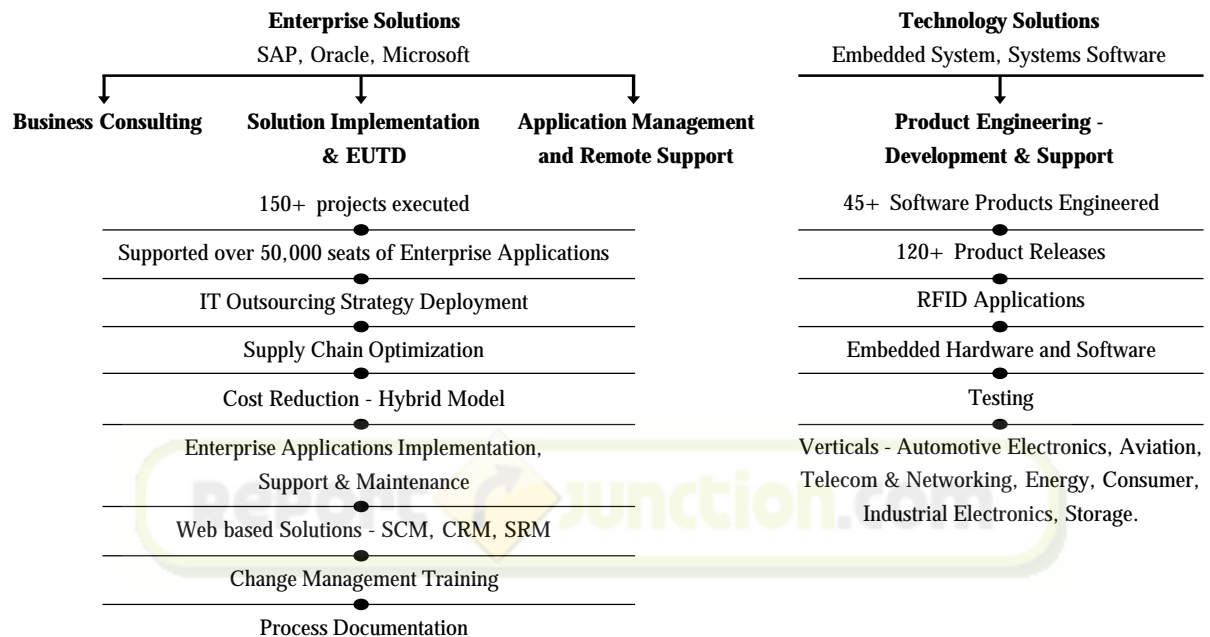 Enterprise Solutions
SAP, Oracle, Microsoft
Business Consulting
Solution Implementation
& EUTD
Application Management
and Remote Support
150+ projects executed
Supported over 50,000 seats of Enterprise Applications
IT Outsourcing Strategy Deployment
Supply Chain Optimization
Cost Reduction - Hybrid Model
Enterprise Applications Implementation,
Support & Maintenance
Web based Solutions - SCM, CRM, SRM
Change Management Training
Process Documentation
Technology Solutions
Embedded System, Systems Software
Product Engineering -
Development & Support
45+ Software Products Engineered
120+ Product Releases
RFID Applications
Embedded Hardware and Software
Testing
Verticals - Automotive Electronics, Aviation,
Telecom & Networking, Energy, Consumer,
Industrial Electronics, Storage.
Report Junction.com